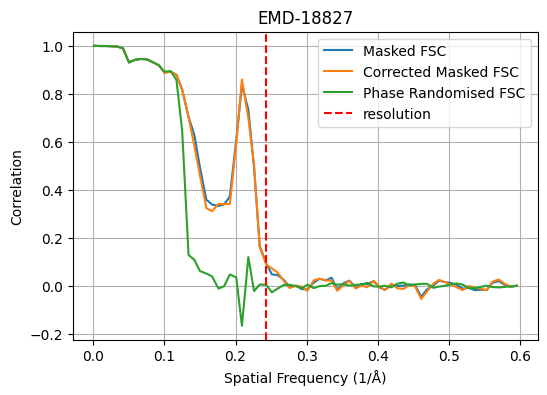 EMD-18827
Masked FSC
Corrected Masked FSC
Phase Randomised FSC
resolution
Correlation
1.0
0.8
0.6
0.4
0.2
0.0
−0.2
0.0 0.1 0.2 0.3 0.4 0.5 0.6
Spatial Frequency (1/Å)